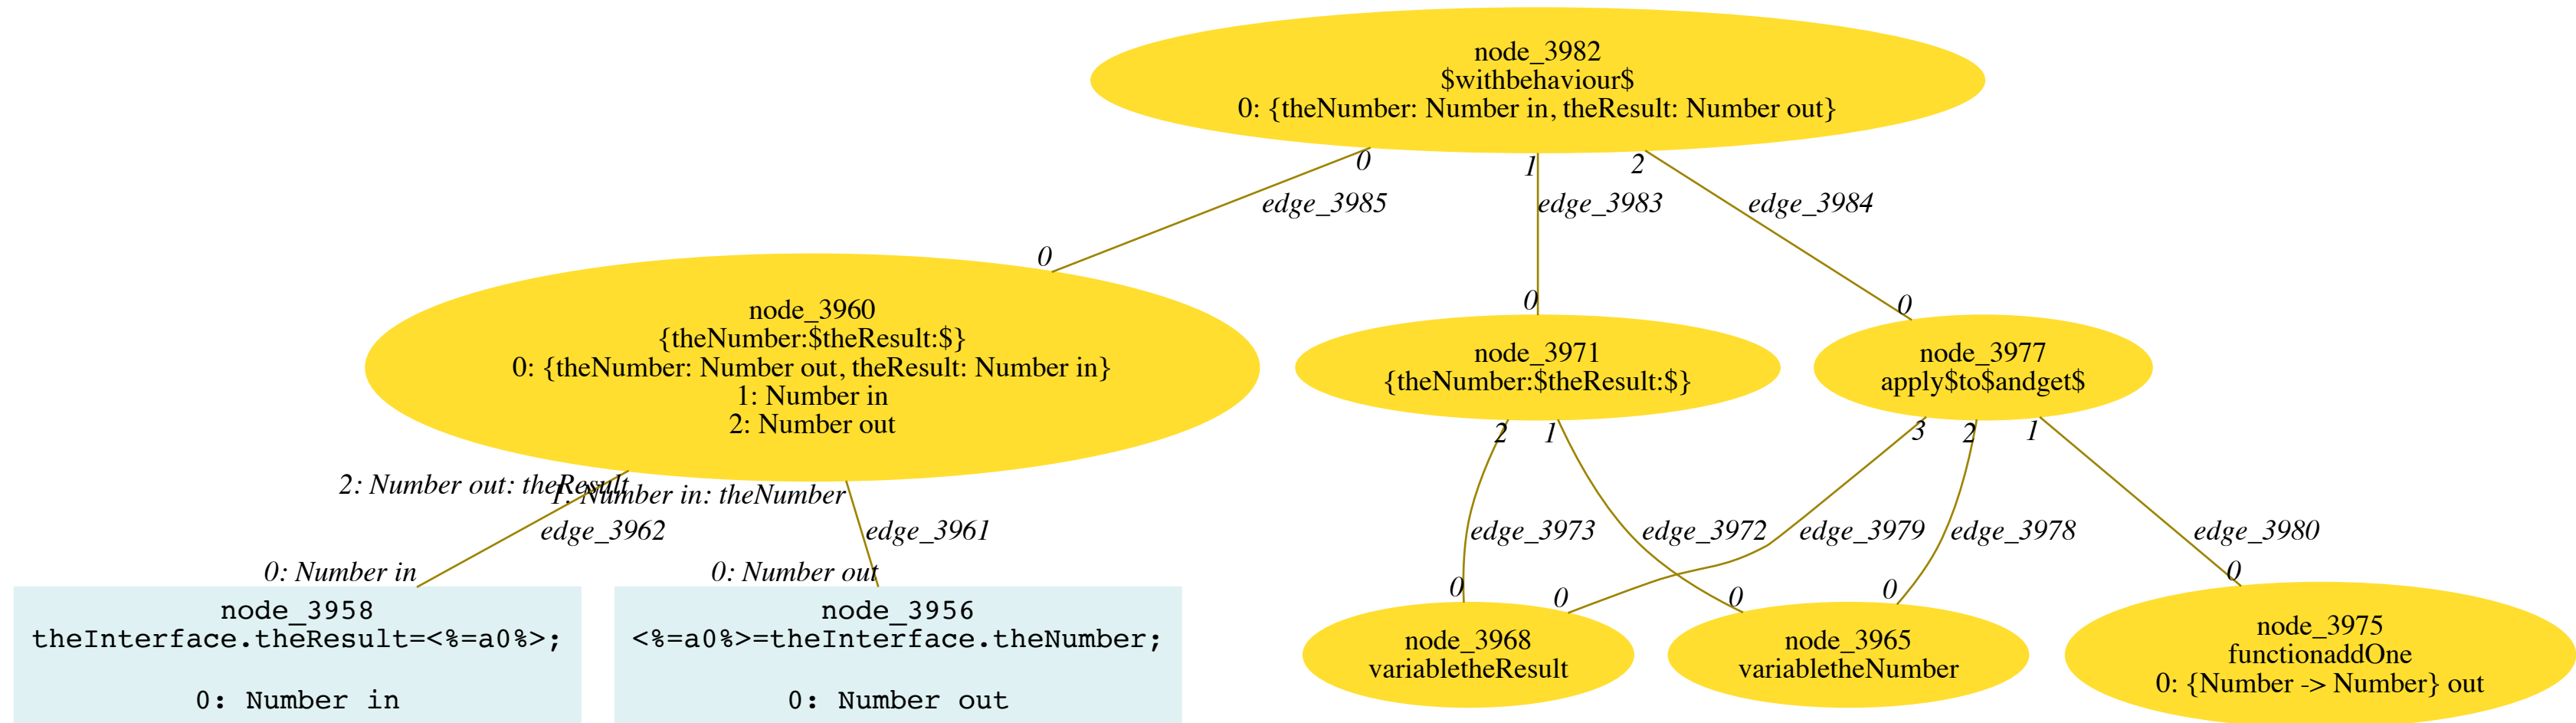 node_3982
$withbehaviour$
0: {theNumber: Number in, theResult: Number out}
0
1
2
edge_3985
edge_3983
edge_3984
0
0
0
node_3960
{theNumber:$theResult:$}
0: {theNumber: Number out, theResult: Number in}
1: Number in
2: Number out
node_3971
{theNumber:$theResult:$}
node_3977
apply$to$andget$
2: Number out: theResult
1: Number in: theNumber
2
1
3
2
1
edge_3962
edge_3961
edge_3973
edge_3972
edge_3979
edge_3978
edge_3980
0: Number in
0: Number out
0
0
0
0
0
node_3958
theInterface.theResult=<%=a0%>;
0: Number in
node_3956
<%=a0%>=theInterface.theNumber;
0: Number out
node_3968
variabletheResult
node_3965
variabletheNumber
node_3975
functionaddOne
0: {Number -> Number} out